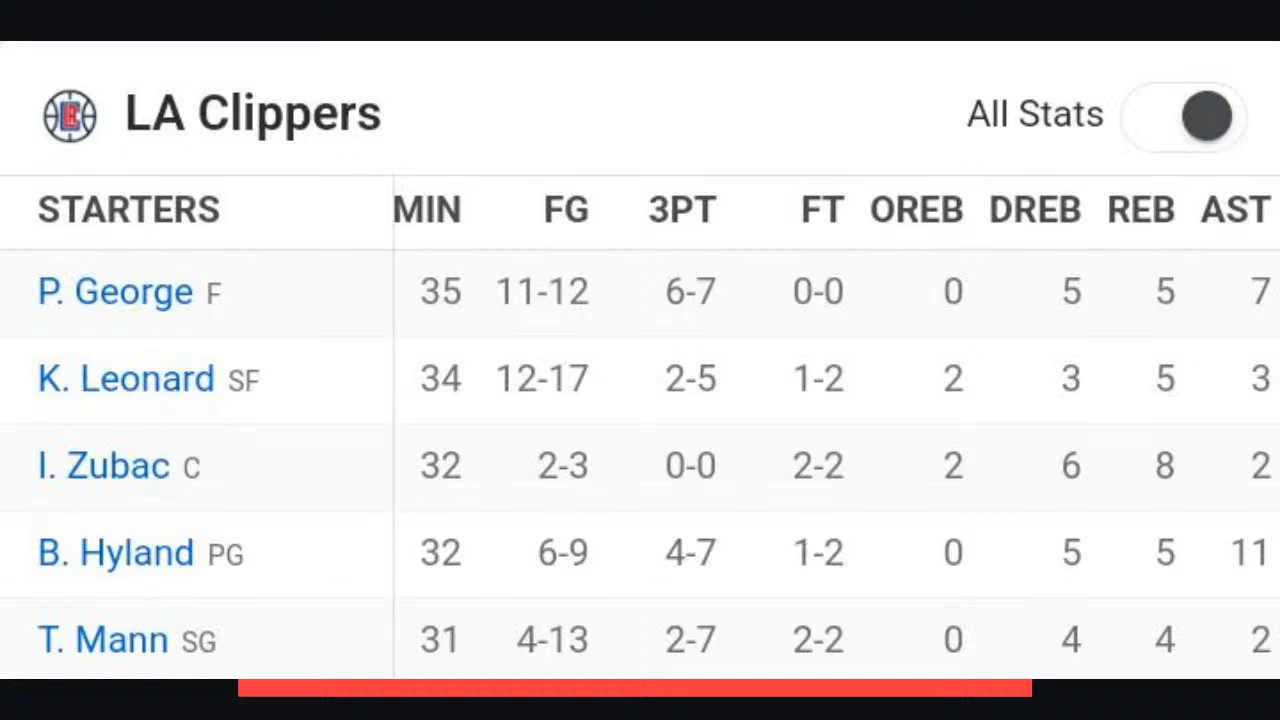 LA Clippers All Stats
STARTERS MIN FG 3PT FT OREB DREB REB AST
P. George F 35 11-12 6-7 0-0 0 5 5 7
K. Leonard SF 34 12-17 2-5 1-2 2 3 5 3
I. Zubac C 32 2-3 0-0 2-2 2 6 8 2
B. Hyland PG 32 6-9 4-7 1-2 0 5 5 11
T. Mann SG 31 4-13 2-7 2-2 0 4 4 2